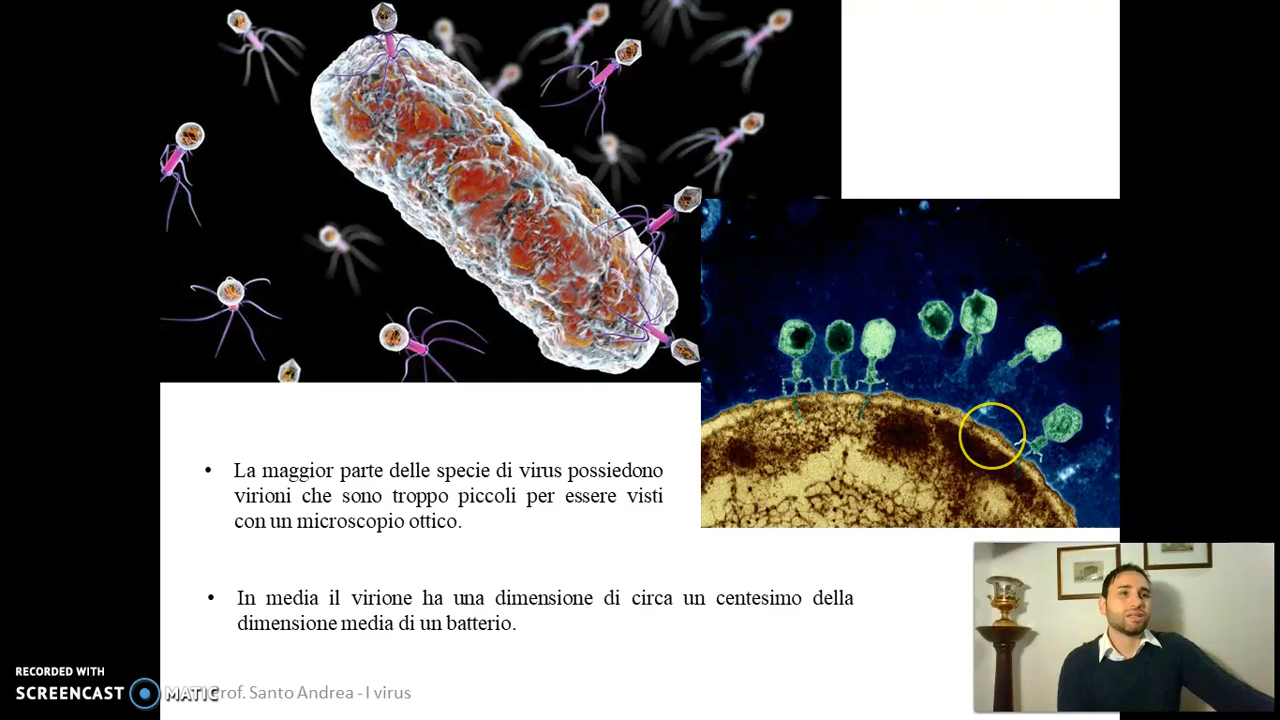 • La maggior parte delle specie di virus possiedono
virioni che sono troppo piccoli per essere visti
con un microscopio ottico.
• In media il virione ha una dimensione di circa un centesimo della
dimensione media di un batterio.
RECORDED WITH
SCREENCAST MATIC
Prof. Santo Andrea - I virus